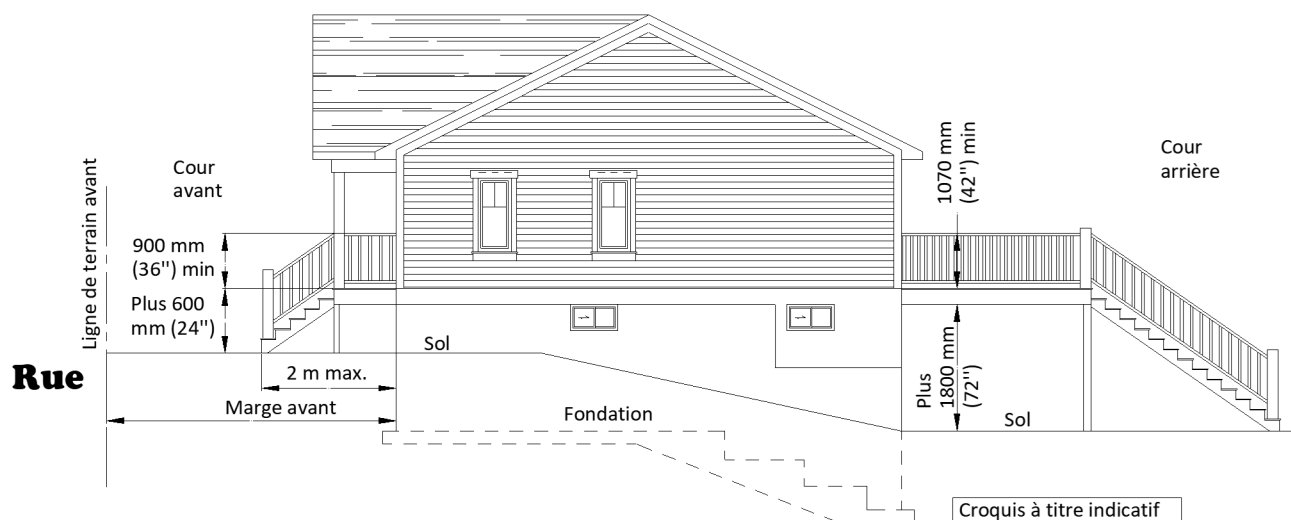 Ligne de terrain avant
Cour
avant
900 mm
(36") min
Plus 600
mm (24")
Rue
2 m max.
Marge avant
Sol
Fondation
1070 mm
(42") min
Cour
arrière
Plus
1800 mm
(72")
Sol
Croquis à titre indicatif